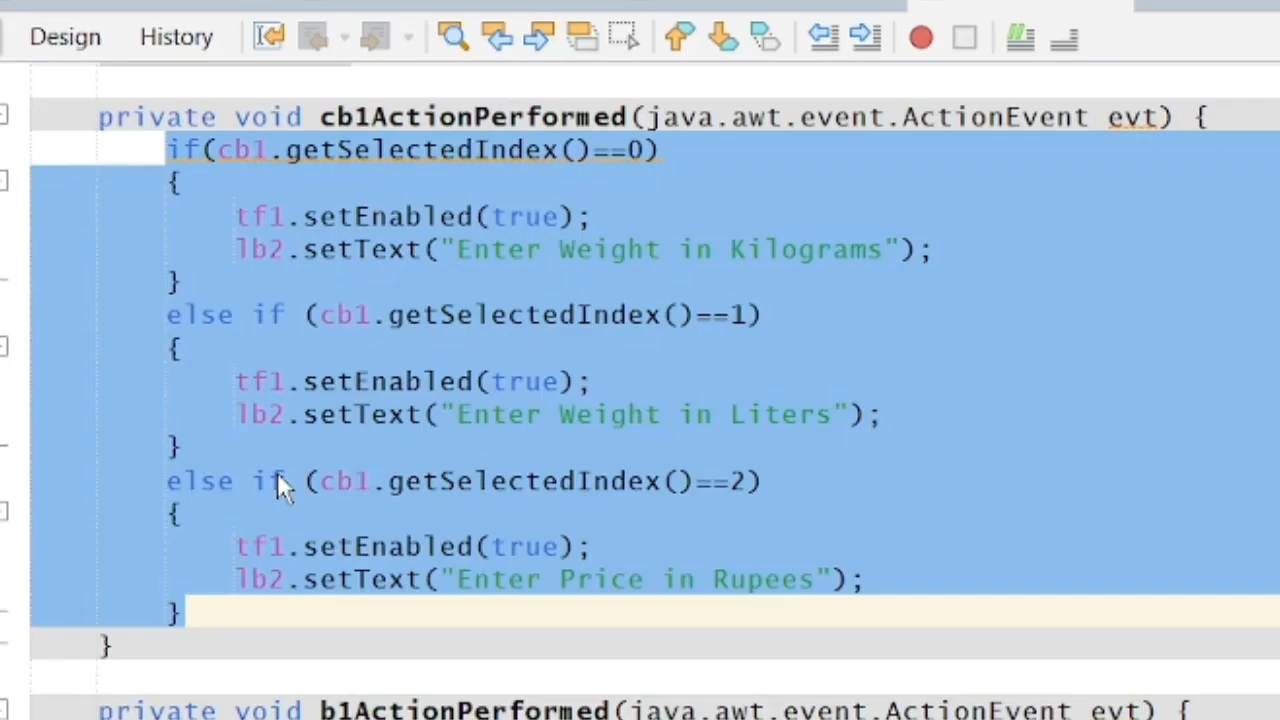 Design History
private void cb1ActionPerformed(java.awt.event.ActionEvent evt) {
if(cb1.getSelectedIndex()==0)
{
tf1.setEnabled(true);
lb2.setText("Enter Weight in Kilograms");
}
else if (cb1.getSelectedIndex()==1)
{
tf1.setEnabled(true);
lb2.setText("Enter Weight in Liters");
}
else if (cb1.getSelectedIndex()==2)
{
tf1.setEnabled(true);
lb2.setText("Enter Price in Rupees");
}
}
private void b1ActionPerformed(java.awt.event.ActionEvent evt) {